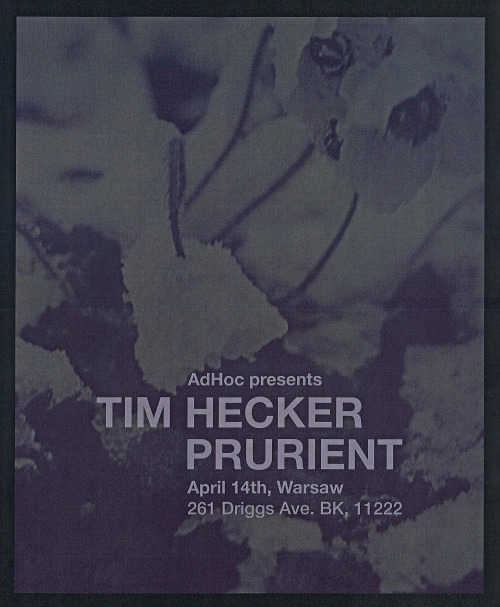 AdHoc presents
TIM HECKER
PRURIENT
April 14th, Warsaw
261 Driggs Ave. BK, 11222